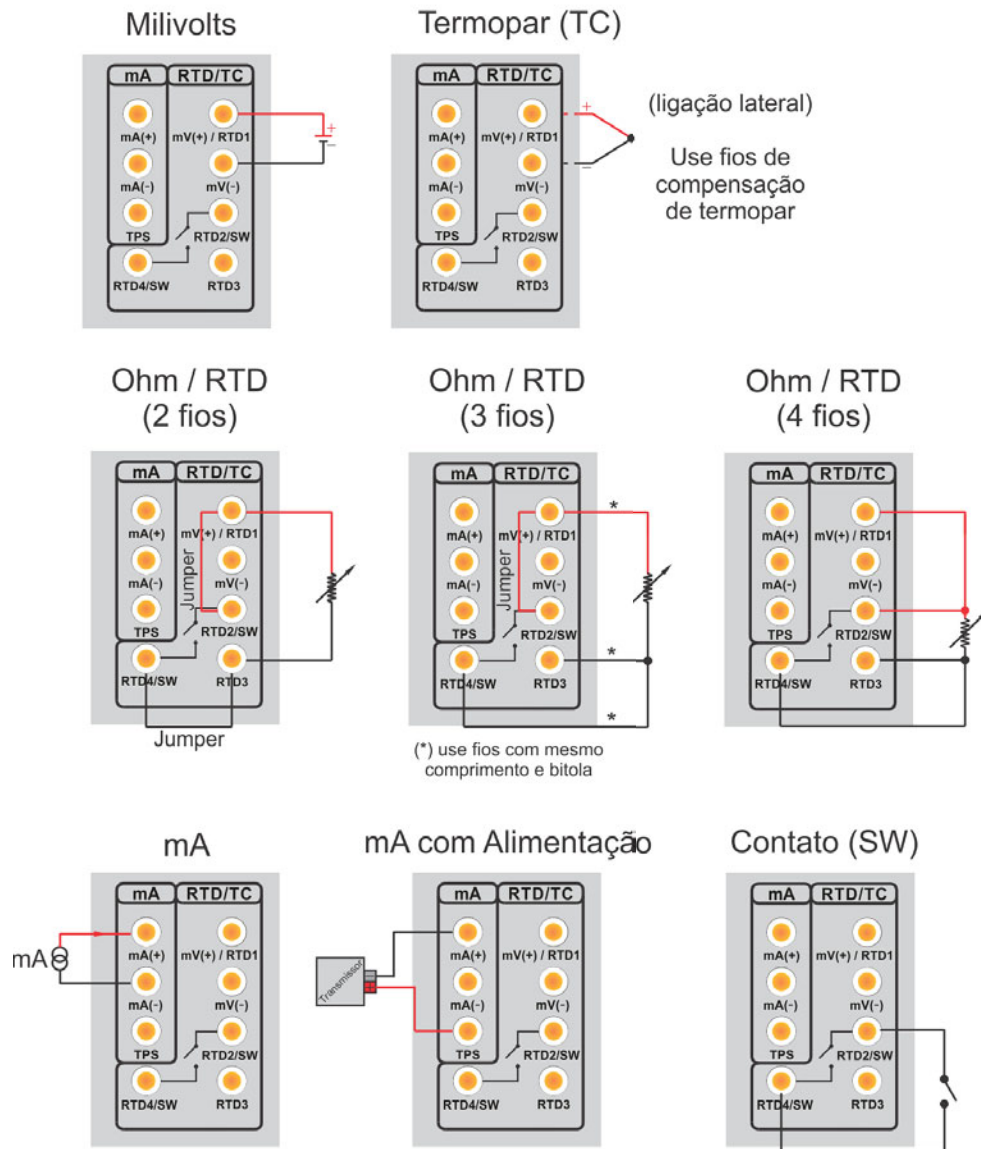 Milivolts
mA
RTD/TC
mA(+)
mV(+) / RTD1
mA(-)
mV(-)
TPS
RTD2/SW
RTD4/SW
RTD3
+
−
Termopar (TC)
mA
RTD/TC
mA(+)
mV(+) / RTD1
mA(-)
mV(-)
TPS
RTD2/SW
RTD4/SW
RTD3
+
−
(ligação lateral)
Use fios de
compensação
de termopar
Ohm / RTD
(2 fios)
mA
RTD/TC
mA(+)
mV(+) / RTD1
mA(-)
Jumper
mV(-)
TPS
RTD2/SW
RTD4/SW
RTD3
Jumper
Ohm / RTD
(3 fios)
mA
RTD/TC
*
mA(+)
mV(+) / RTD1
mA(-)
Jumper
mV(-)
TPS
RTD2/SW
*
RTD4/SW
RTD3
*
(*) use fios com mesmo
comprimento e bitola
Ohm / RTD
(4 fios)
mA
RTD/TC
mA(+)
mV(+) / RTD1
mA(-)
mV(-)
TPS
RTD2/SW
RTD4/SW
RTD3
mA
mA
RTD/TC
mA
mA(+)
mV(+) / RTD1
mA(-)
mV(-)
TPS
RTD2/SW
RTD4/SW
RTD3
mA com Alimentação
mA
RTD/TC
Transmissor
mA(+)
mV(+) / RTD1
mA(-)
mV(-)
TPS
RTD2/SW
RTD4/SW
RTD3
Contato (SW)
mA
RTD/TC
mA(+)
mV(+) / RTD1
mA(-)
mV(-)
TPS
RTD2/SW
RTD4/SW
RTD3